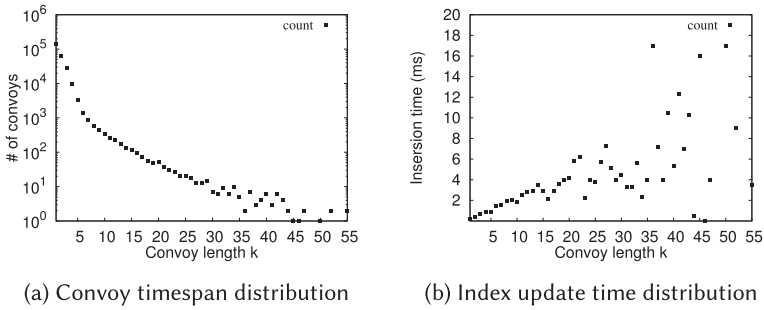 # of convoys
10^6
10^5
10^4
10^3
10^2
10^1
10^0
count
5 10 15 20 25 30 35 40 45 50 55
Convoy length k
(a) Convoy timespan distribution
Insersion time (ms)
20
18
16
14
12
10
8
6
4
2
count
5 10 15 20 25 30 35 40 45 50 55
Convoy length k
(b) Index update time distribution